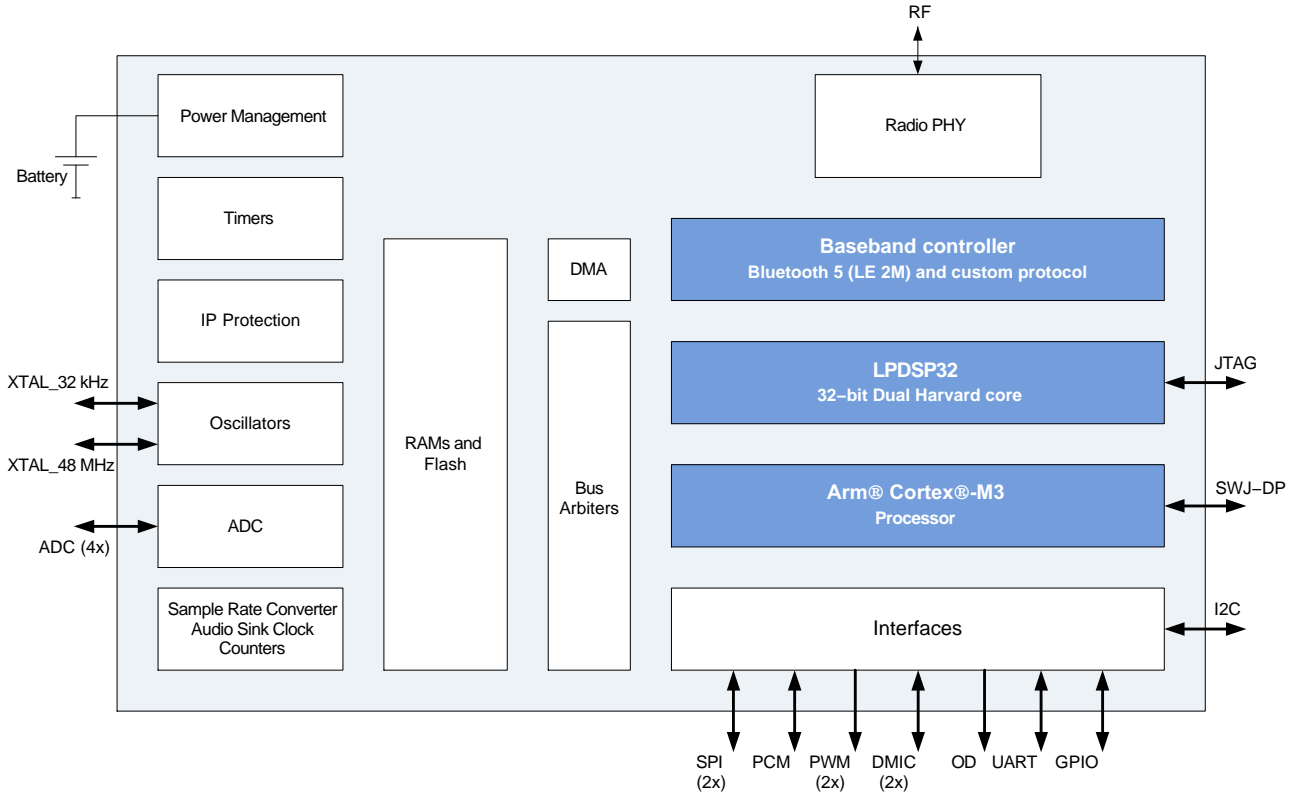 RF
Power Management
Radio PHY
Battery
Timers
Baseband controller
Bluetooth 5 (LE 2M) and custom protocol
DMA
IP Protection
XTAL_32 kHz
Oscillators
XTAL_48 MHz
LPDSP32
32−bit Dual Harvard core
JTAG
RAMs and
Flash
Bus
Arbiters
Arm® Cortex®-M3
Processor
SWJ−DP
ADC
ADC (4x)
Sample Rate Converter
Audio Sink Clock
Counters
Interfaces
I2C
SPI
(2x)
PCM
PWM
(2x)
DMIC
(2x)
OD
UART
GPIO